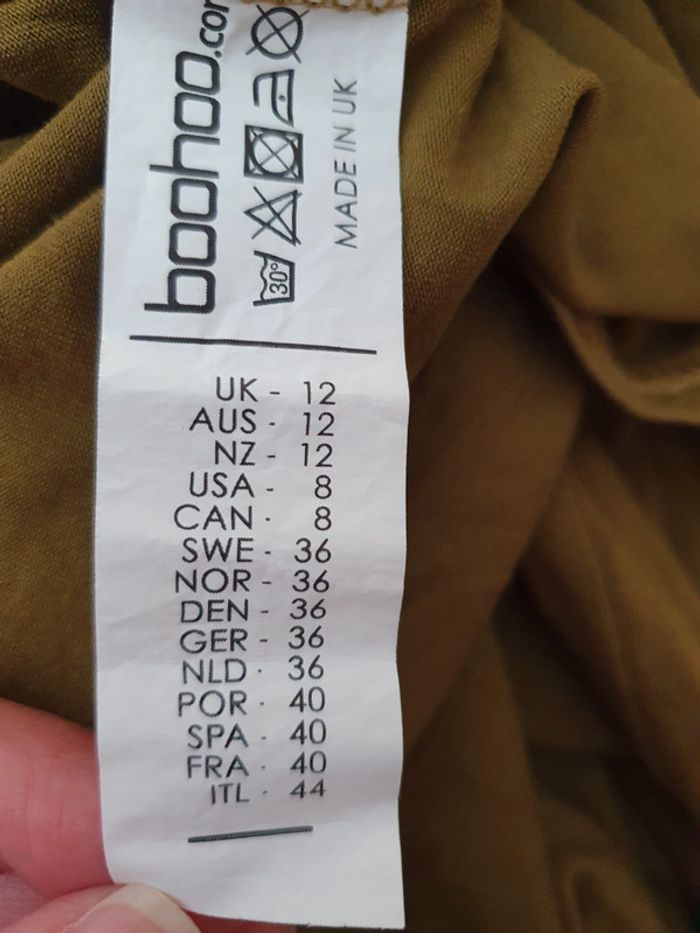 boohoo.com
30°
MADE IN UK
UK - 12
AUS - 12
NZ - 12
USA - 8
CAN - 8
SWE - 36
NOR - 36
DEN - 36
GER - 36
NLD - 36
POR - 40
SPA - 40
FRA - 40
ITL - 44